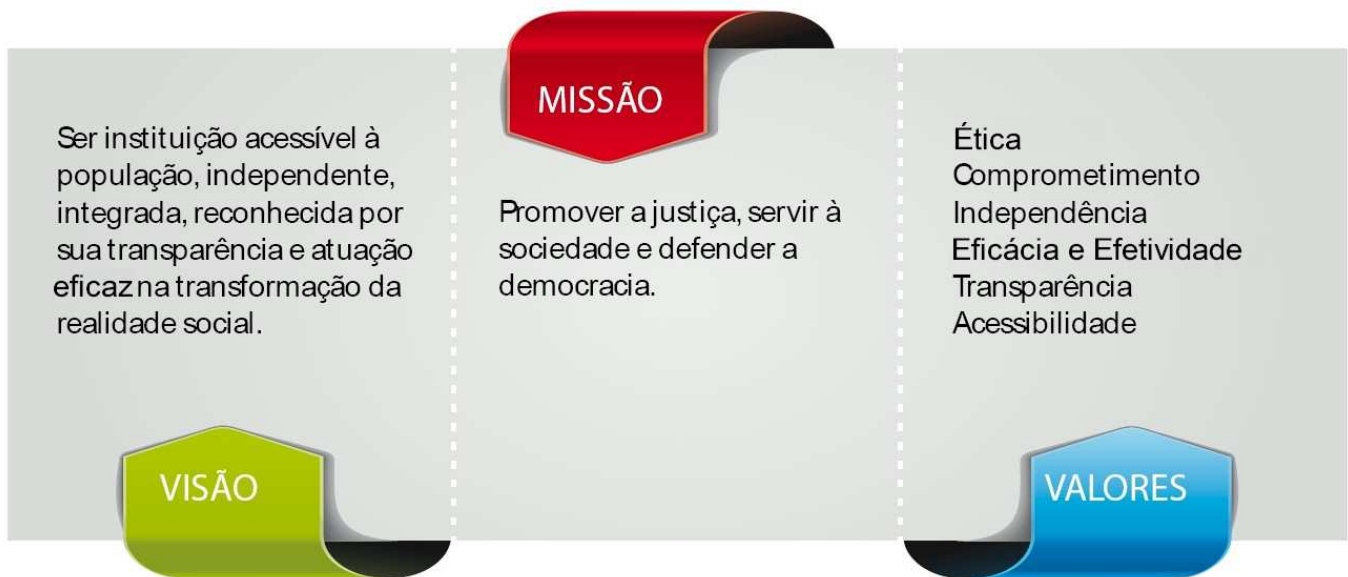 Ser instituição acessível à
população, independente,
integrada, reconhecida por
sua transparência e atuação
eficaz na transformação da
realidade social.
VISÃO
MISSÃO
Promover a justiça, servir à
sociedade e defender a
democracia.
Ética
Comprometimento
Independência
Eficácia e Efetividade
Transparência
Acessibilidade
VALORES